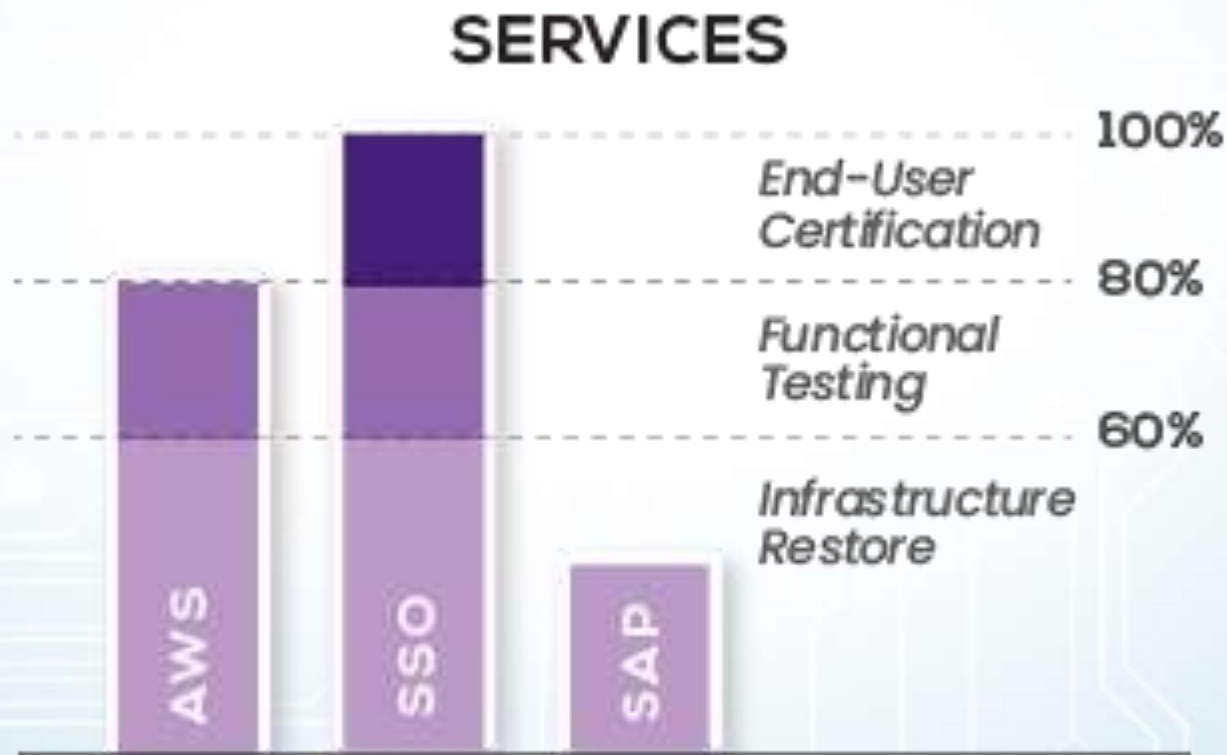 SERVICES
100%
End-User
Certification
80%
Functional
Testing
60%
Infrastructure
Restore
AWS
SSO
SAP